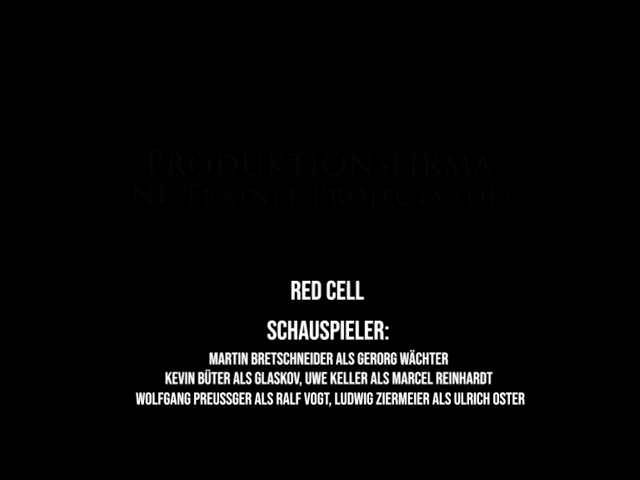 PRODUKTIONSFIRMA
NF TRAINIE PROJECTS (DE)
RED CELL
SCHAUSPIELER:
MARTIN BRETSCHNEIDER ALS GERORG WÄCHTER
KEVIN BÜTER ALS GLASKOV, UWE KELLER ALS MARCEL REINHARDT
WOLFGANG PREUSSGER ALS RALF VOGT, LUDWIG ZIERMEIER ALS ULRICH OSTER